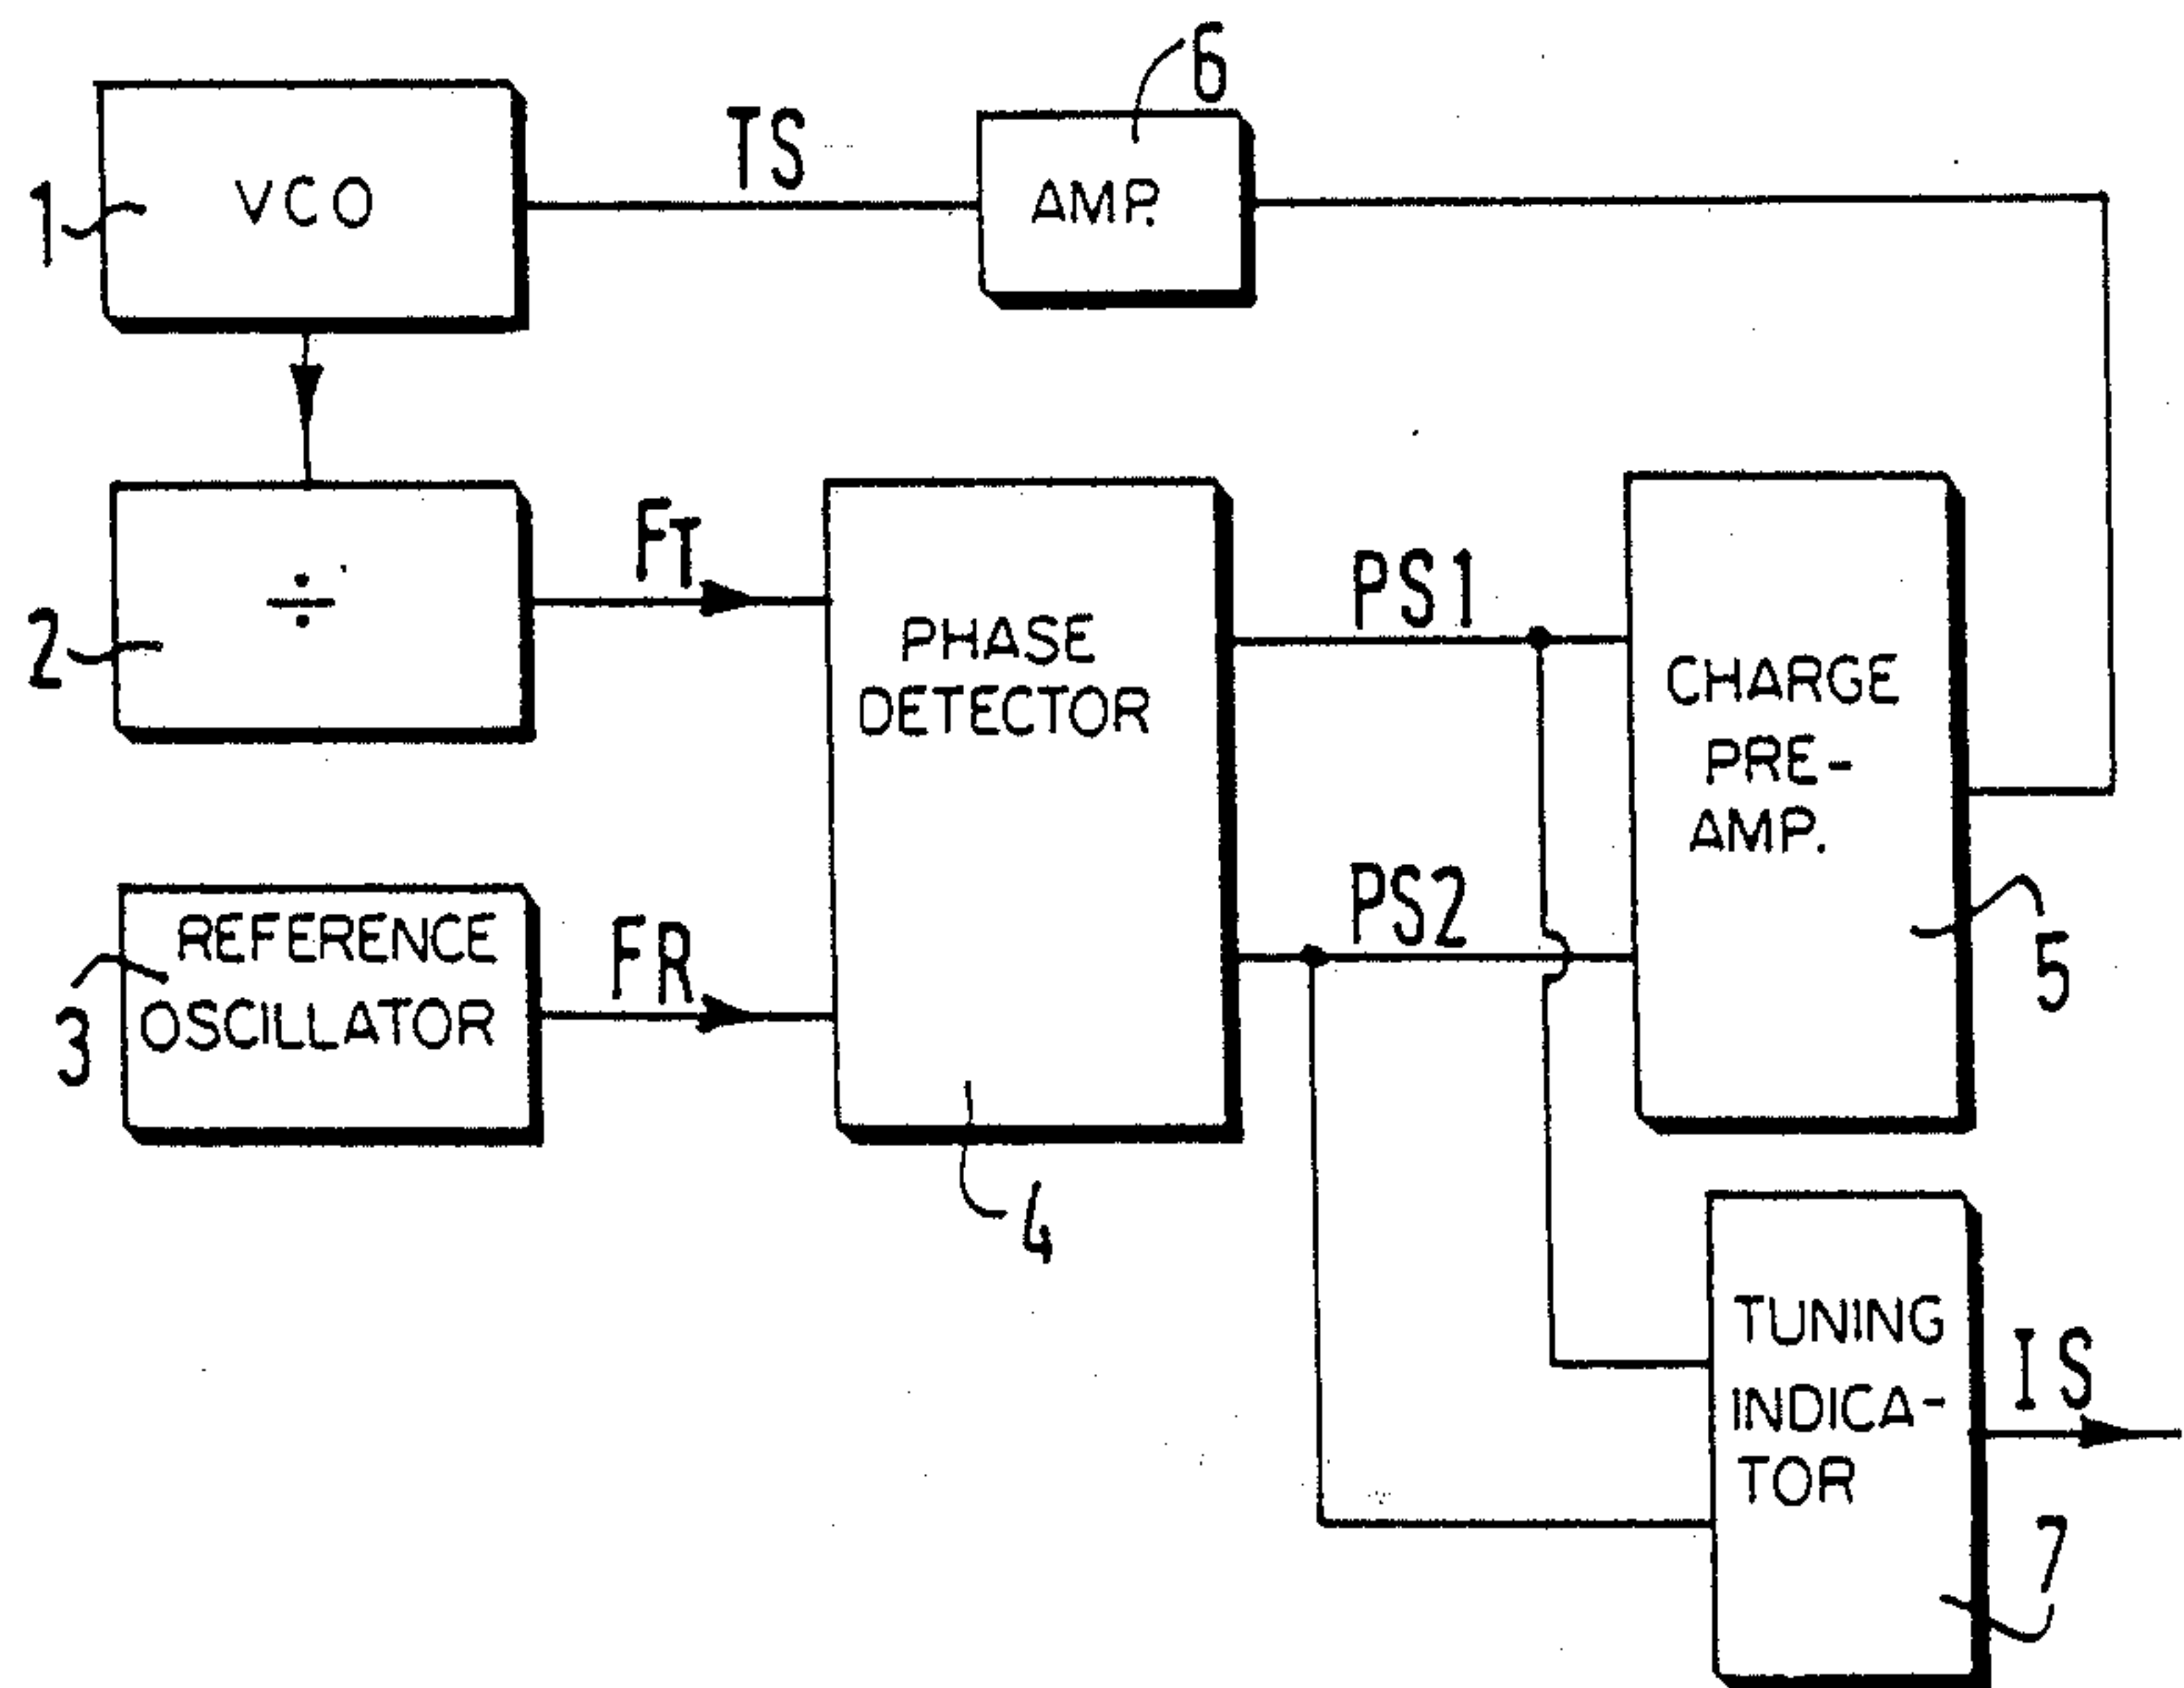 6
TS
1
VCO
AMP.
FT
PS1
÷
2
PHASE
DETECTOR
CHARGE
PRE-
AMP.
PS2
REFERENCE
OSCILLATOR
3
FR
5
4
TUNING
INDICA-
TOR
IS
7